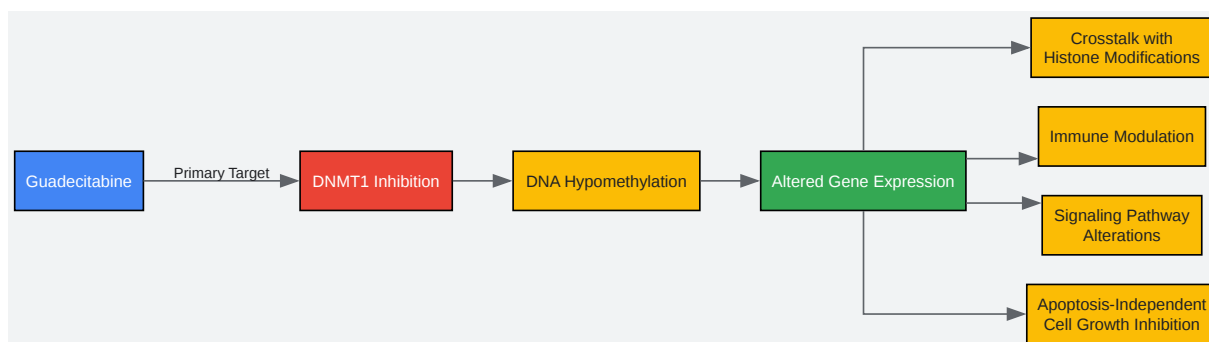 Crosstalk with
Histone Modifications
Immune Modulation
Guadecitabine
Primary Target
DNMT1 Inhibition
DNA Hypomethylation
Altered Gene Expression
Signaling Pathway
Alterations
Apoptosis-Independent
Cell Growth Inhibition